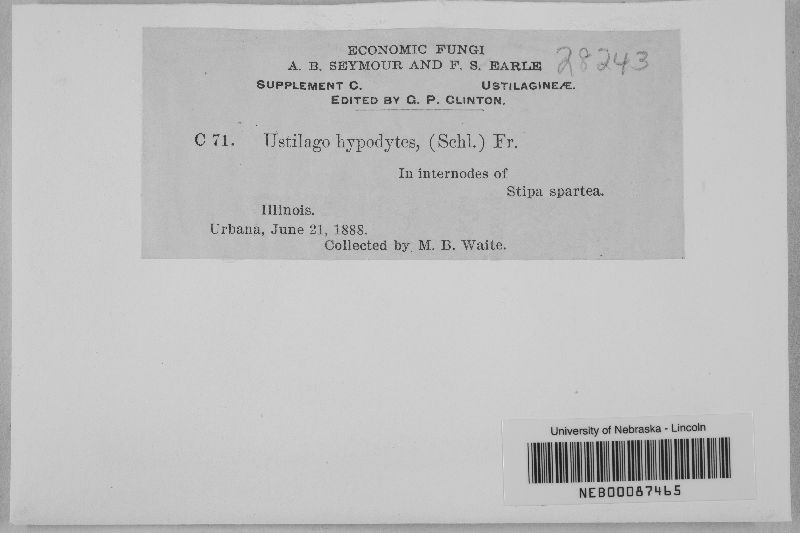 ECONOMIC FUNGI
A. B. SEYMOUR AND F. S. EARLE
28243
SUPPLEMENT C. USTILAGINEÆ.
EDITED BY G. P. CLINTON.
C 71. Ustilago hypodytes, (Schl.) Fr.
In internodes of
Stipa spartea.
Illinois.
Urbana, June 21, 1888.
Collected by M. B. Waite.
University of Nebraska - Lincoln
NEB00087465